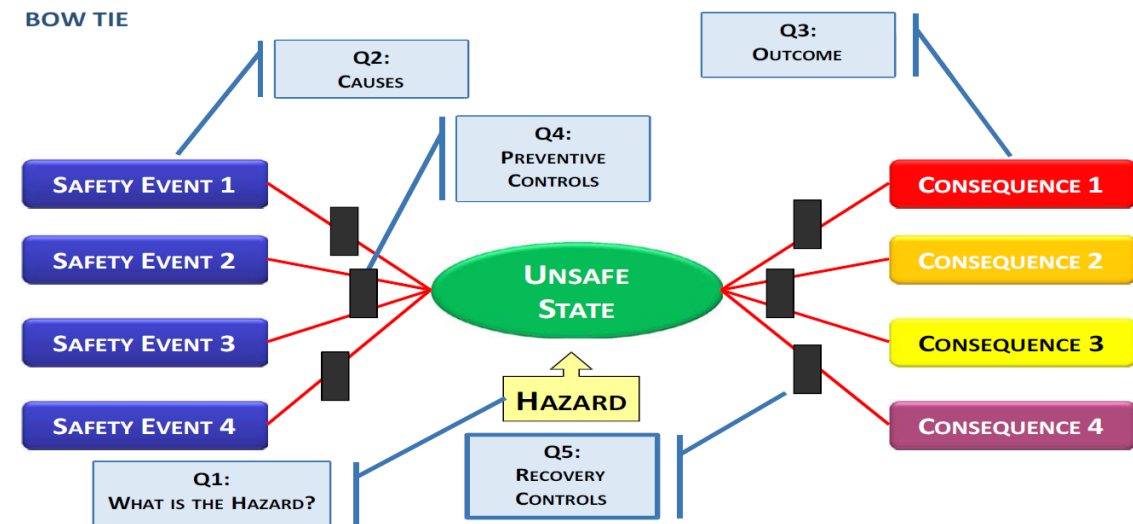 BOW TIE
Q2:
CAUSES
Q3:
OUTCOME
Q4:
PREVENTIVE
CONTROLS
SAFETY EVENT 1
SAFETY EVENT 2
SAFETY EVENT 3
SAFETY EVENT 4
UNSAFE
STATE
HAZARD
CONSEQUENCE 1
CONSEQUENCE 2
CONSEQUENCE 3
CONSEQUENCE 4
Q1:
WHAT IS THE HAZARD?
Q5:
RECOVERY
CONTROLS